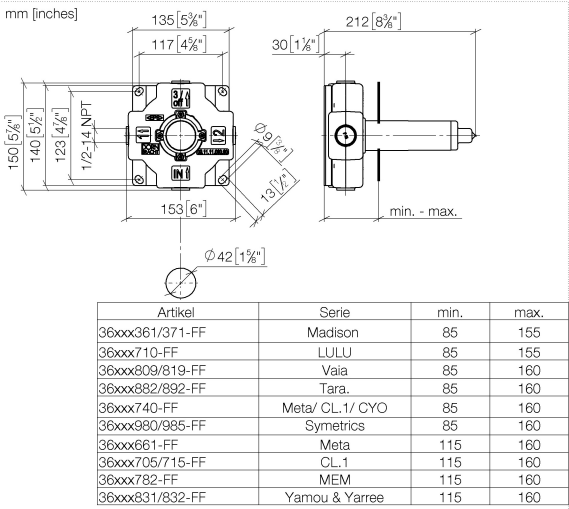 mm [inches]
135 [5⅜"]
117 [4⅝"]
212 [8⅜"]
30 [1⅛"]
150 [5⅞"]
140 [5½"]
123 [4⅞"]
1/2-14 NPT
3/
off
1
2
IN
153 [6"]
13 [½"]
min. - max.
Ø 42 [1⅝"]
Artikel Serie min. max.
36xxx361/371-FF Madison 85 155
36xxx710-FF LULU 85 155
36xxx809/819-FF Vaia 85 160
36xxx882/892-FF Tara. 85 160
36xxx740-FF Meta/ CL.1/ CYO 85 160
36xxx980/985-FF Symetrics 85 160
36xxx661-FF Meta 115 160
36xxx705/715-FF CL.1 115 160
36xxx782-FF MEM 115 160
36xxx831/832-FF Yamou & Yarree 115 160